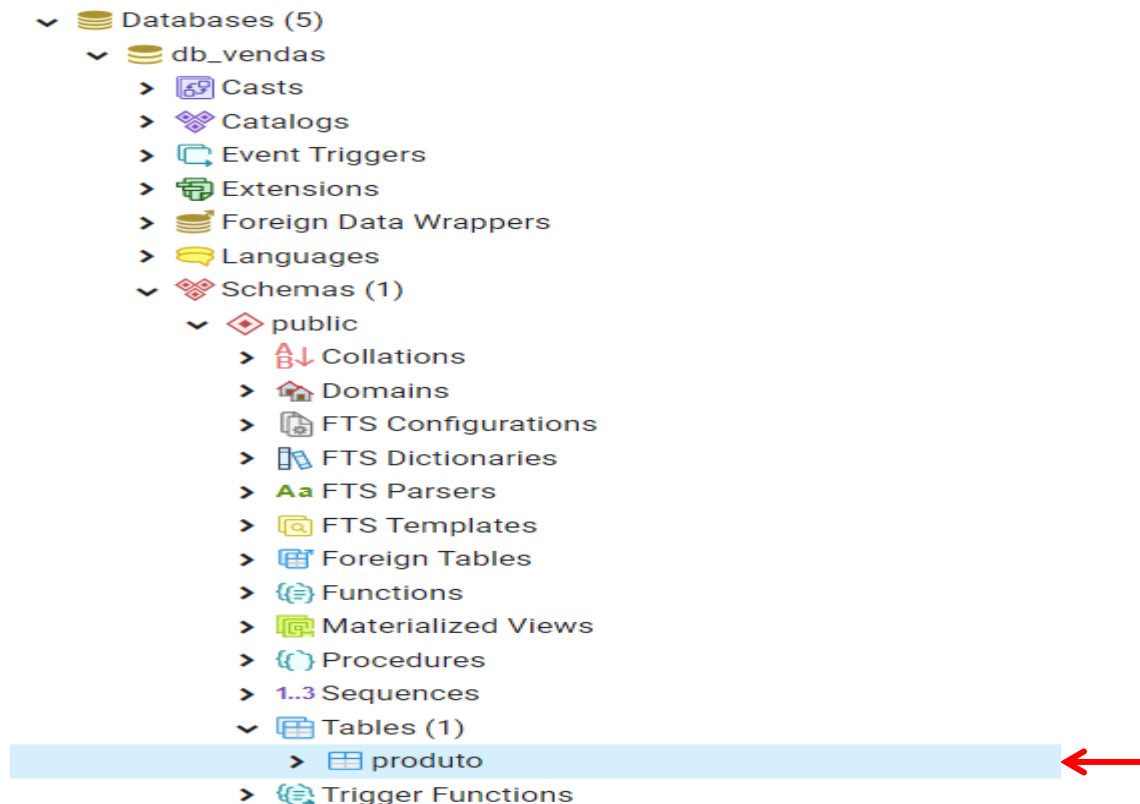 Databases (5)
db_vendas
Casts
Catalogs
Event Triggers
Extensions
Foreign Data Wrappers
Languages
Schemas (1)
public
A B Collations
Domains
FTS Configurations
FTS Dictionaries
Aa FTS Parsers
FTS Templates
Foreign Tables
Functions
Materialized Views
Procedures
1..3 Sequences
Tables (1)
produto
Trigger Functions